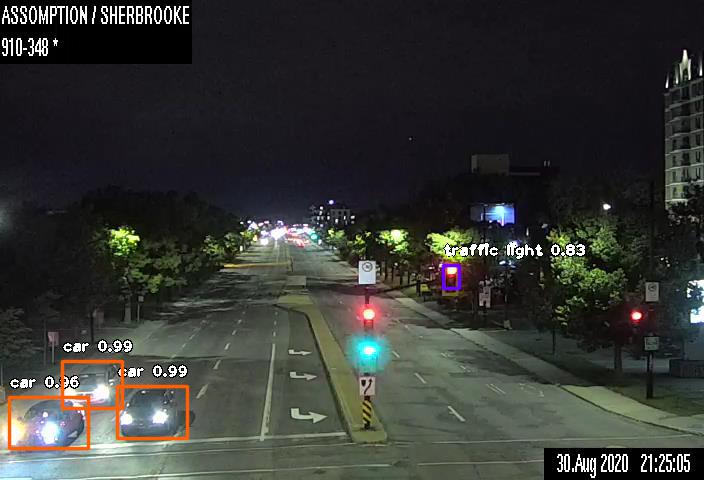 ASSOMPTION / SHERBROOKE
910-348 *
traffic light 0.83
car 0.99
car 0.99
car 0.96
30.Aug 2020 21:25:05